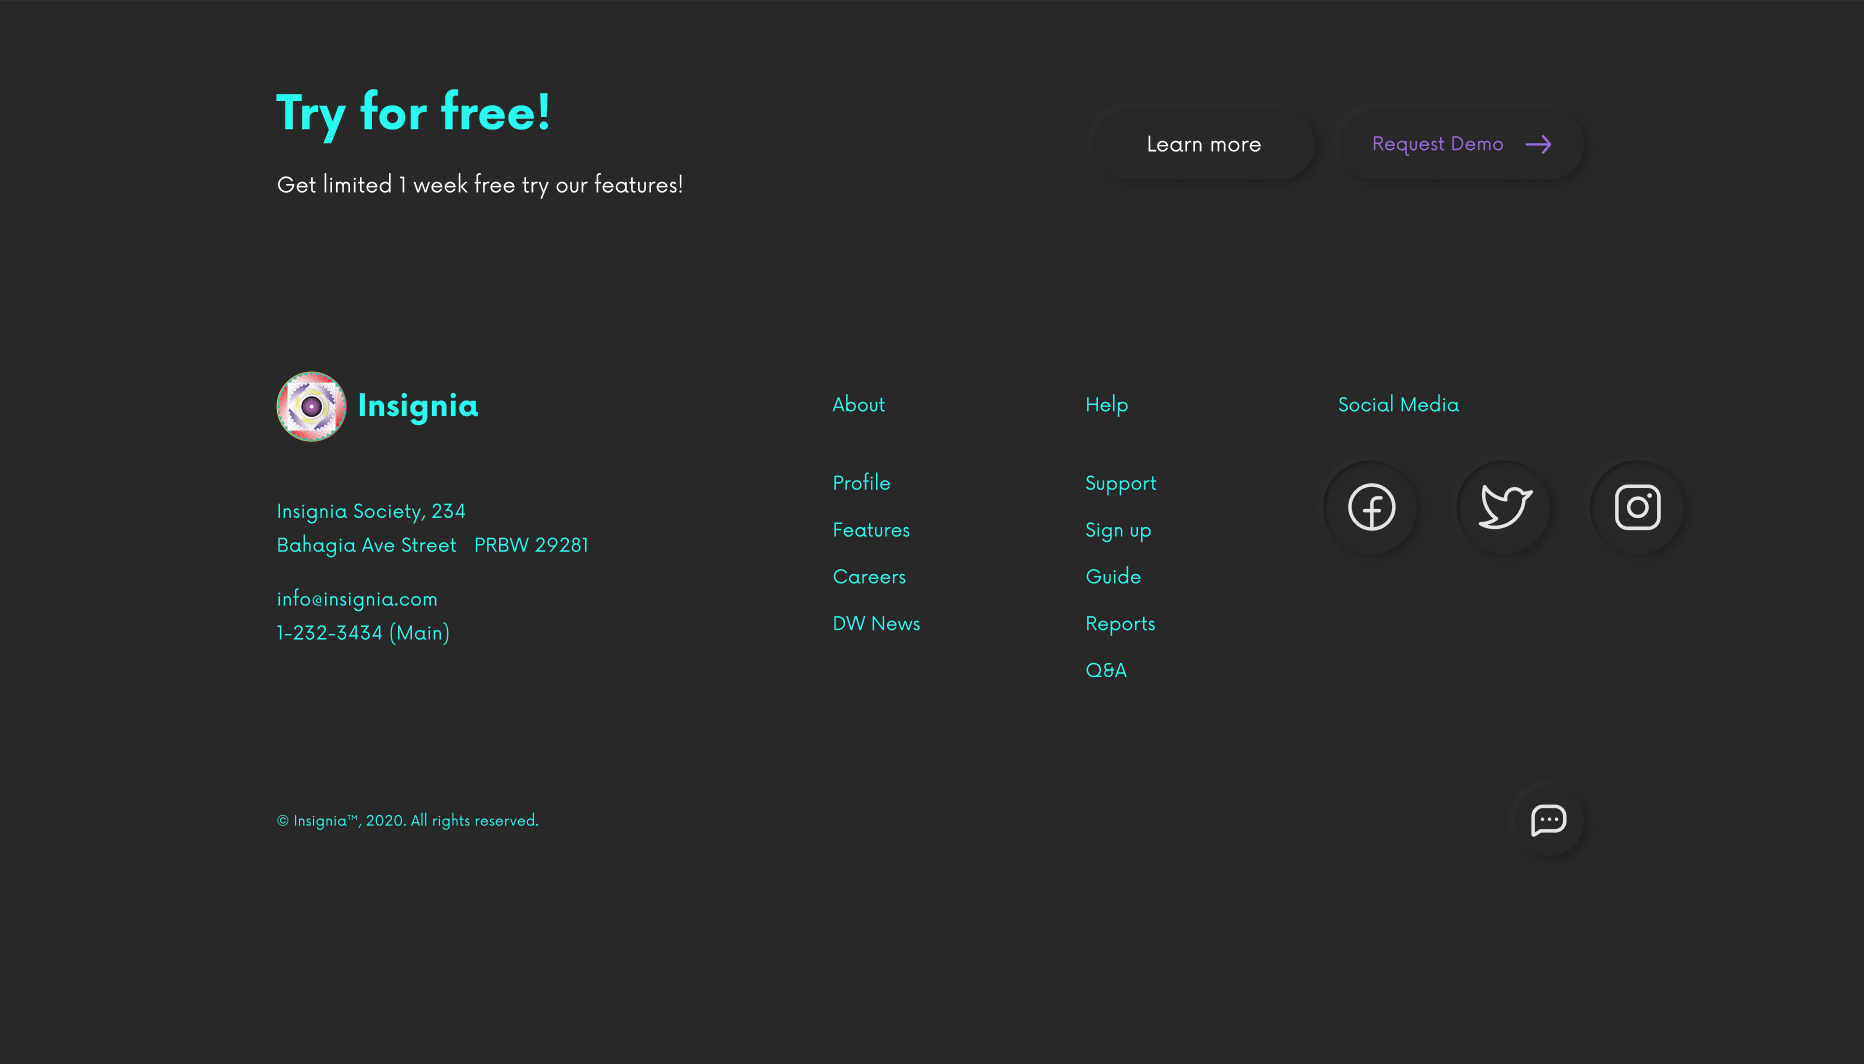 Try for free!
Get limited 1 week free try our features!
Learn more
Request Demo
Insignia
Insignia Society, 234
Bahagia Ave Street PRBW 29281
info@insignia.com
1-232-3434 (Main)
About
Profile
Features
Careers
DW News
Help
Support
Sign up
Guide
Reports
Q&A
Social Media
© Insignia™, 2020. All rights reserved.